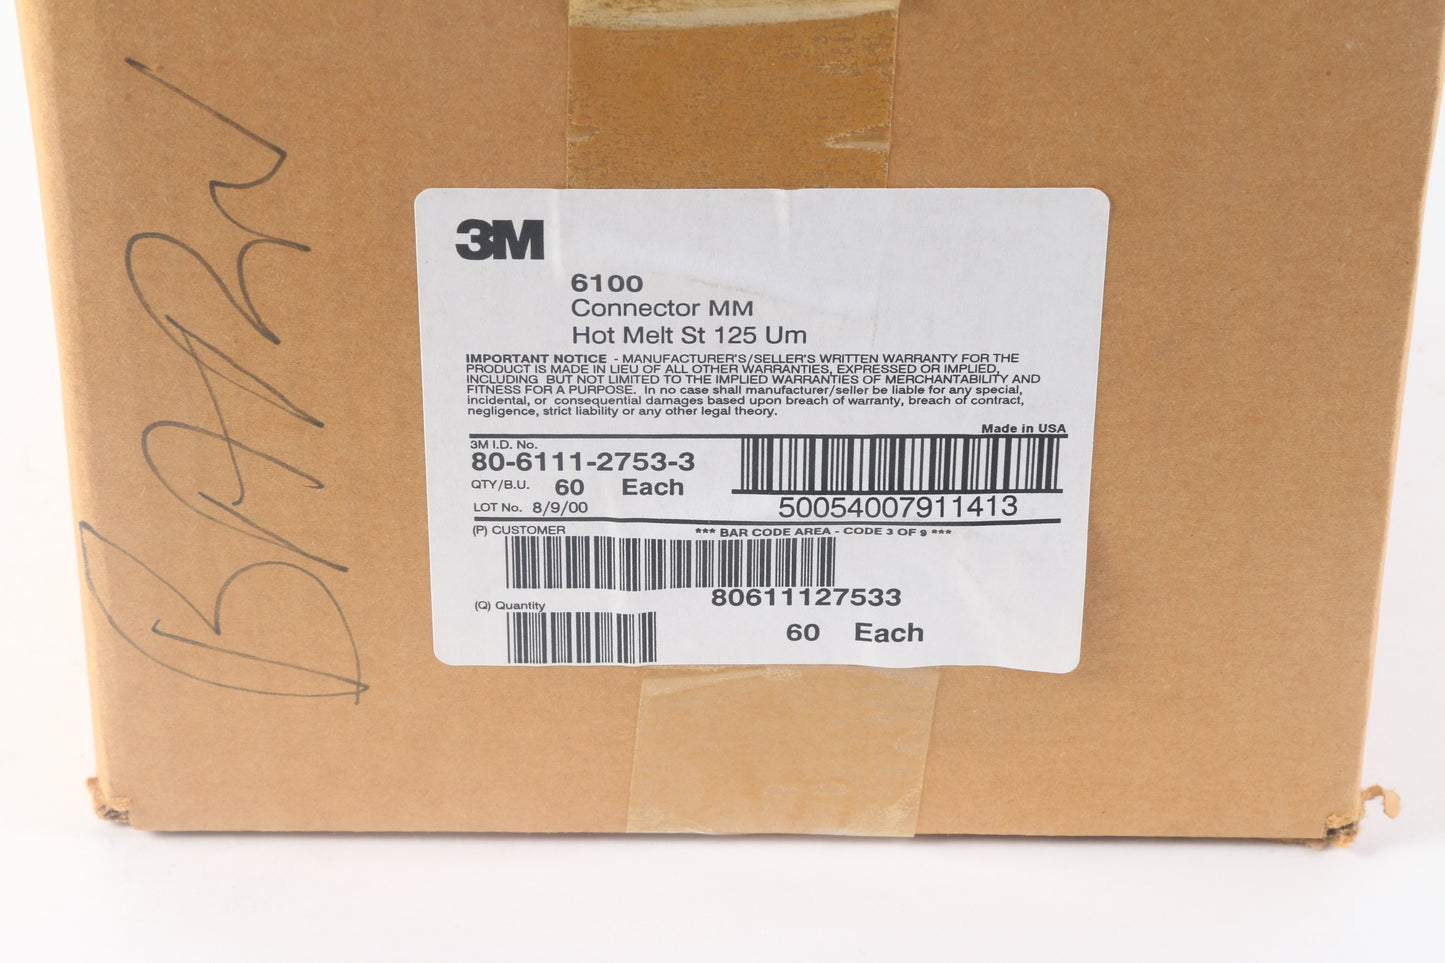 BARN
3M
6100
Connector MM
Hot Melt St 125 Um
IMPORTANT NOTICE - MANUFACTURER'S/SELLER'S WRITTEN WARRANTY FOR THE
PRODUCT IS MADE IN LIEU OF ALL OTHER WARRANTIES, EXPRESSED OR IMPLIED,
INCLUDING BUT NOT LIMITED TO THE IMPLIED WARRANTIES OF MERCHANTABILITY AND
FITNESS FOR A PURPOSE. In no case shall manufacturer/seller be liable for any special,
incidental, or consequential damages based upon breach of warranty, breach of contract,
negligence, strict liability or any other legal theory.
Made in USA
3M I.D. No.
80-6111-2753-3
QTY/B.U. 60 Each
LOT No. 8/9/00
50054007911413
(P) CUSTOMER *** BAR CODE AREA - CODE 3 OF 9 ***
80611127533
(Q) Quantity
60 Each